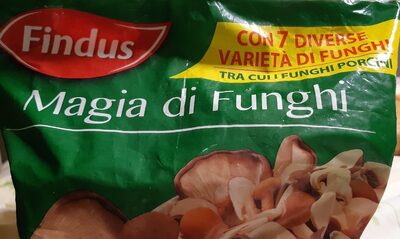 Findus
CON 7 DIVERSE
VARIETÀ DI FUNGHI
TRA CUI I FUNGHI PORCINI
Magia di Funghi